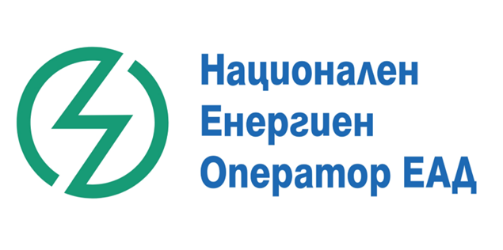 Национален
Енергиен
Оператор ЕАД